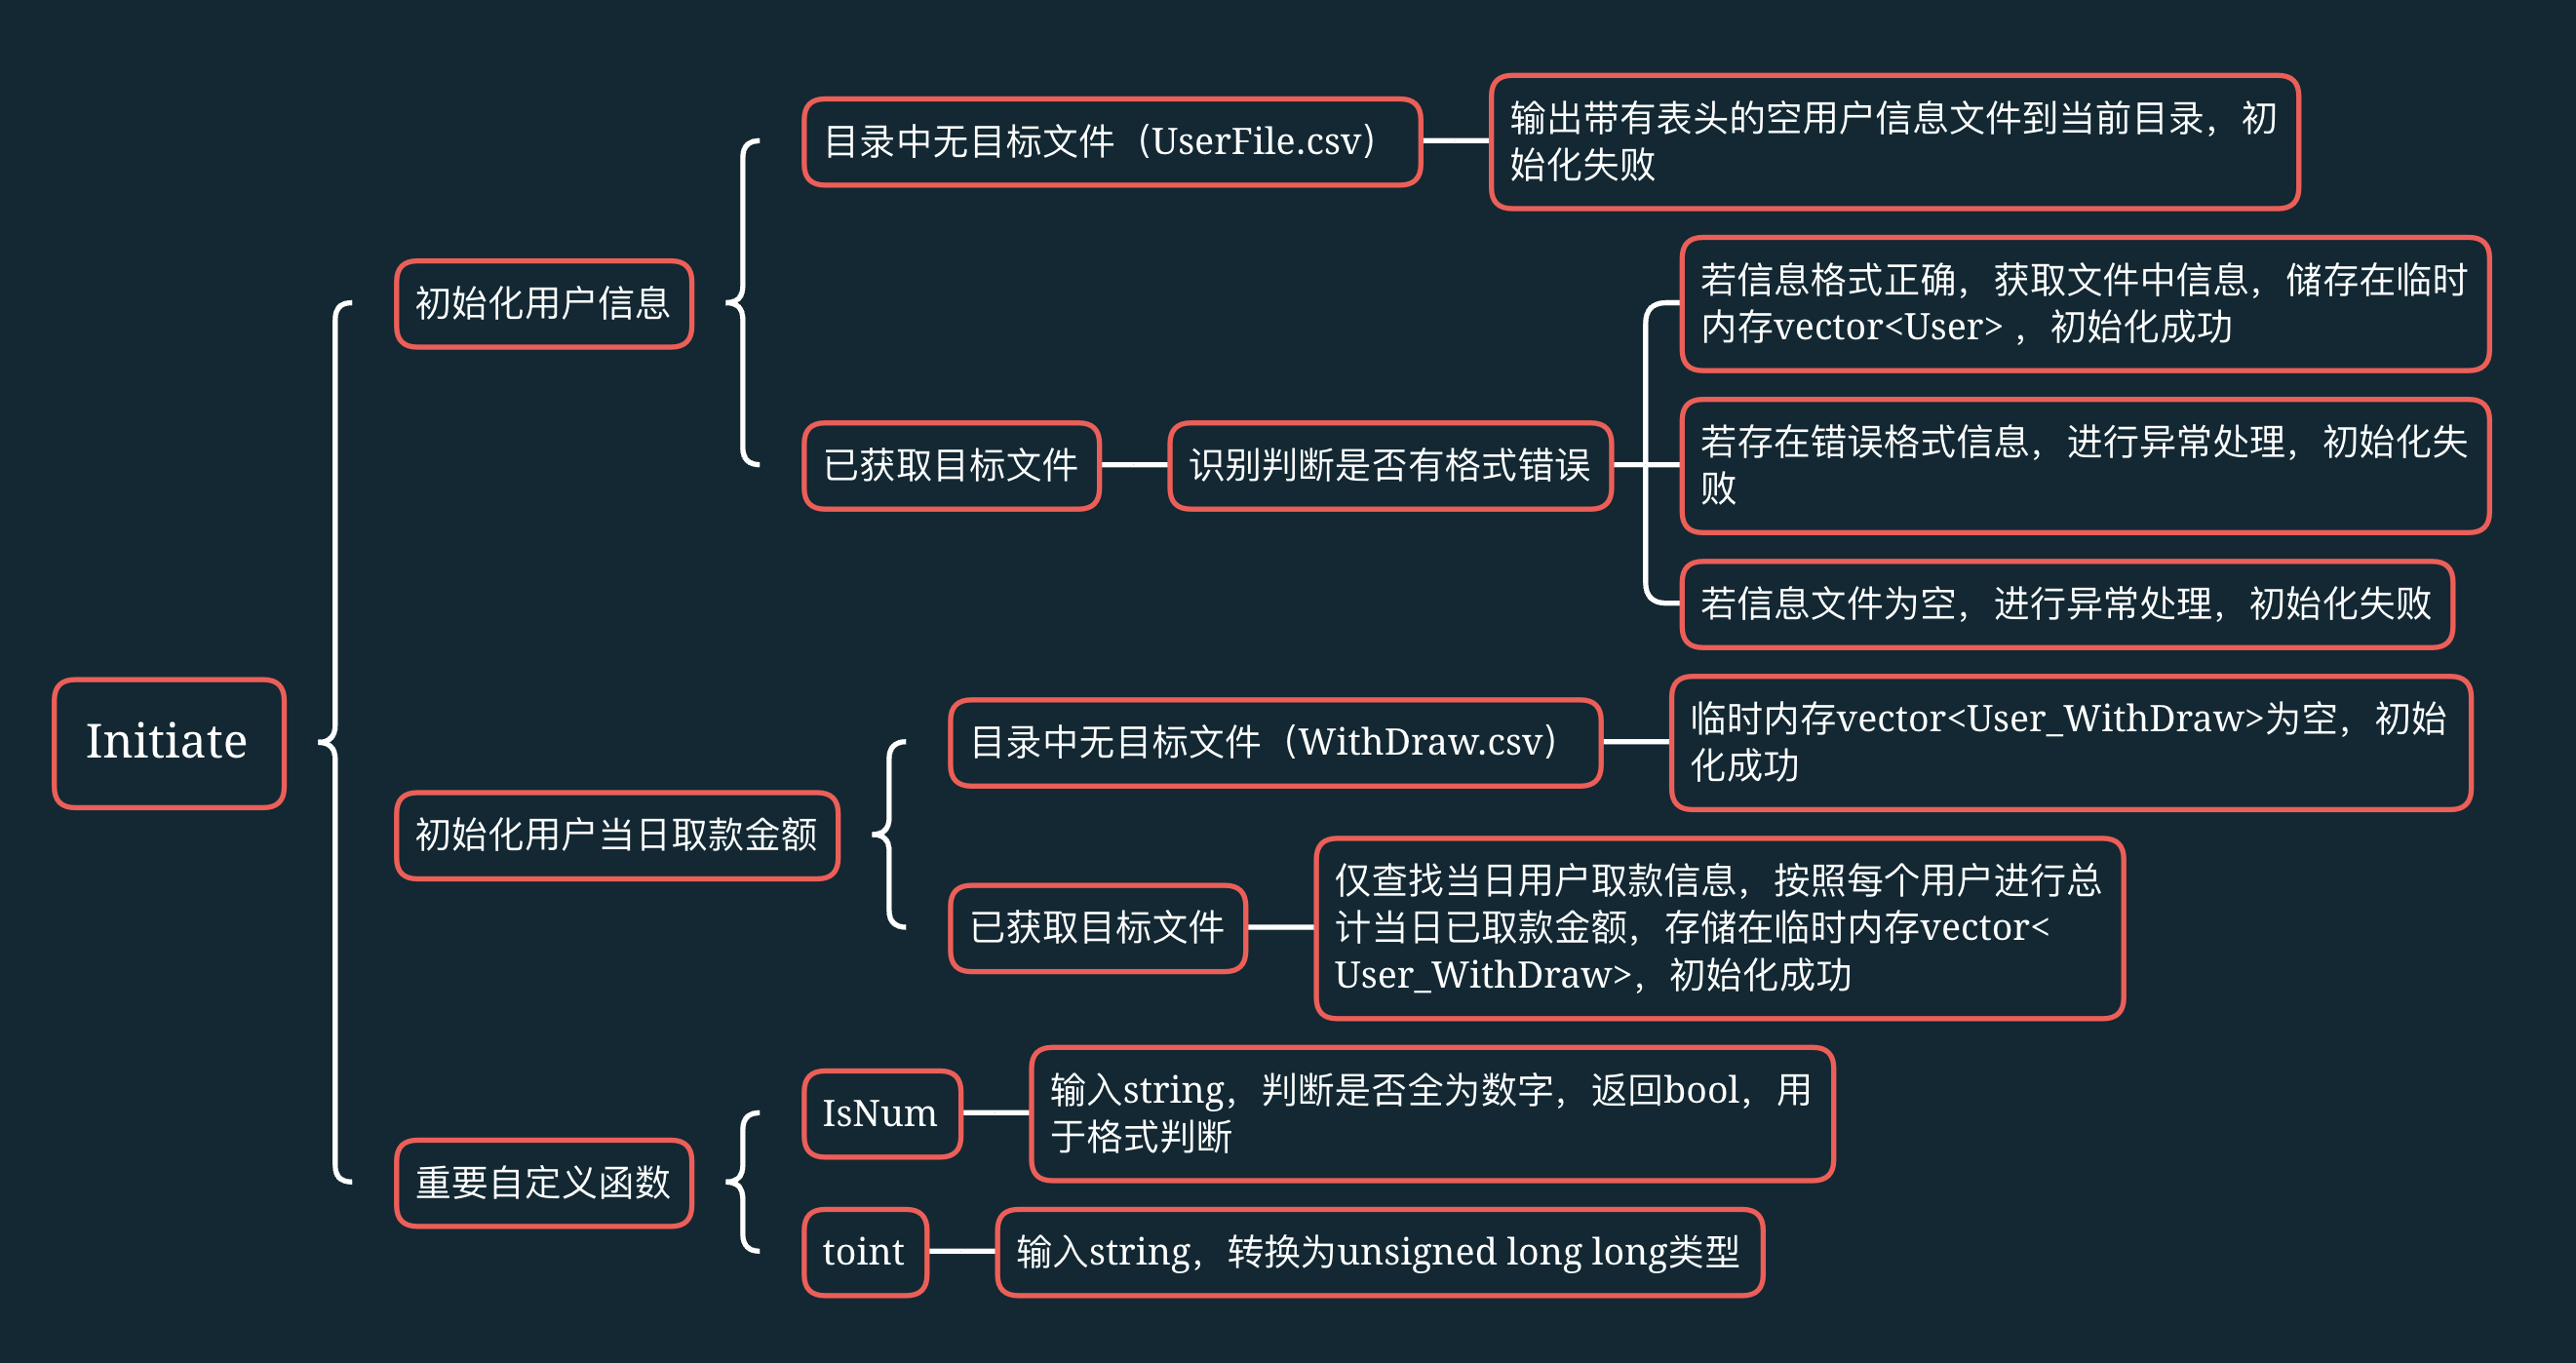 Initiate
初始化用户信息
目录中无目标文件（UserFile.csv）
输出带有表头的空用户信息文件到当前目录，初
始化失败
已获取目标文件
识别判断是否有格式错误
若信息格式正确，获取文件中信息，储存在临时
内存vector<User> ，初始化成功
若存在错误格式信息，进行异常处理，初始化失
败
若信息文件为空，进行异常处理，初始化失败
初始化用户当日取款金额
目录中无目标文件（WithDraw.csv）
临时内存vector<User_WithDraw>为空，初始
化成功
已获取目标文件
仅查找当日用户取款信息，按照每个用户进行总
计当日已取款金额，存储在临时内存vector<
User_WithDraw>，初始化成功
重要自定义函数
IsNum
输入string，判断是否全为数字，返回bool，用
于格式判断
toint
输入string，转换为unsigned long long类型